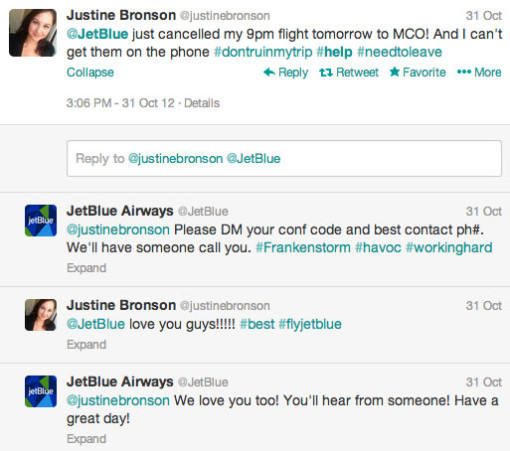 Justine Bronson @justinebronson 31 Oct
@JetBlue just cancelled my 9pm flight tomorrow to MCO! And I can't
get them on the phone #dontruinmytrip #help #needtoleave
Collapse Reply Retweet Favorite More
3:06 PM - 31 Oct 12 · Details
Reply to @justinebronson @JetBlue
jetBlue
JetBlue Airways @JetBlue 31 Oct
@justinebronson Please DM your conf code and best contact ph#.
We'll have someone call you. #Frankenstorm #havoc #workinghard
Expand
Justine Bronson @justinebronson 31 Oct
@JetBlue love you guys!!!!! #best #flyjetblue
Expand
jetBlue
JetBlue Airways @JetBlue 31 Oct
@justinebronson We love you too! You'll hear from someone! Have a
great day!
Expand